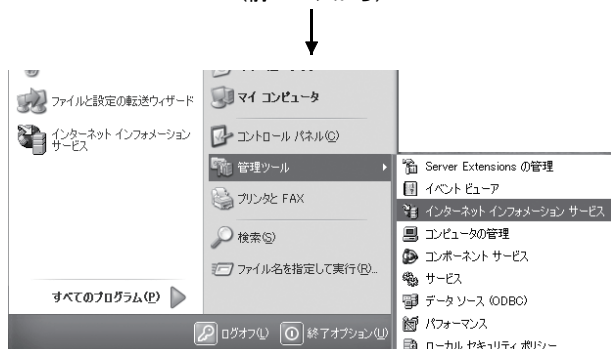 ファイルと設定の転送ウィザード
インターネット インフォメーション
サービス
すべてのプログラム(P)
マイ コンピュータ
コントロール パネル(C)
管理ツール
プリンタと FAX
検索(S)
ファイル名を指定して実行(R)...
ログオフ(L)
終了オプション(U)
Server Extensions の管理
イベント ビューア
インターネット インフォメーション サービス
コンピュータの管理
コンポーネント サービス
サービス
データ ソース (ODBC)
パフォーマンス
ローカル セキュリティ ポリシー